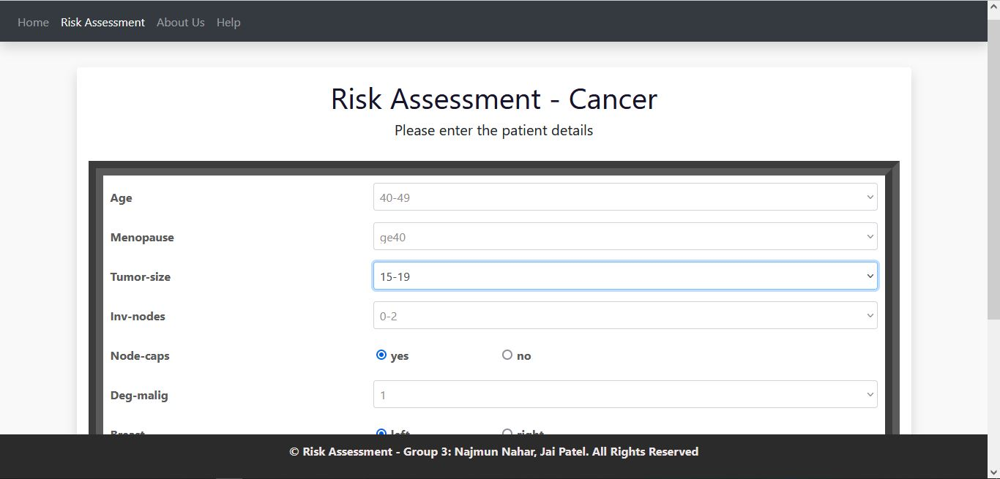 Home Risk Assessment About Us Help
Risk Assessment - Cancer
Please enter the patient details
Age 40-49
Menopause ge40
Tumor-size 15-19
Inv-nodes 0-2
Node-caps yes no
Deg-malig 1
Breast left right
© Risk Assessment - Group 3: Najmun Nahar, Jai Patel. All Rights Reserved